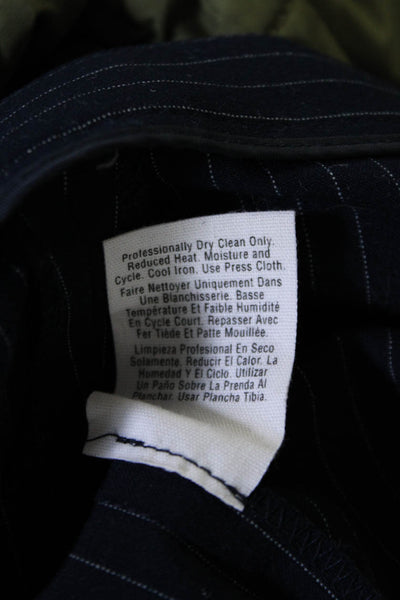 Professionally Dry Clean Only.
Reduced Heat. Moisture and
Cycle. Cool Iron. Use Press Cloth.
Faire Nettoyer Uniquement Dans
Une Blanchisserie. Basse
Température Et Faible Humidité
En Cycle Court. Repasser Avec
Fer Tiède Et Patte Mouillée.
Limpieza Profesional En Seco
Solamente. Reducir El Calor. La
Humedad Y El Ciclo. Utilizar
Un Paño Sobre La Prenda Al
Planchar. Usar Plancha Tibia.